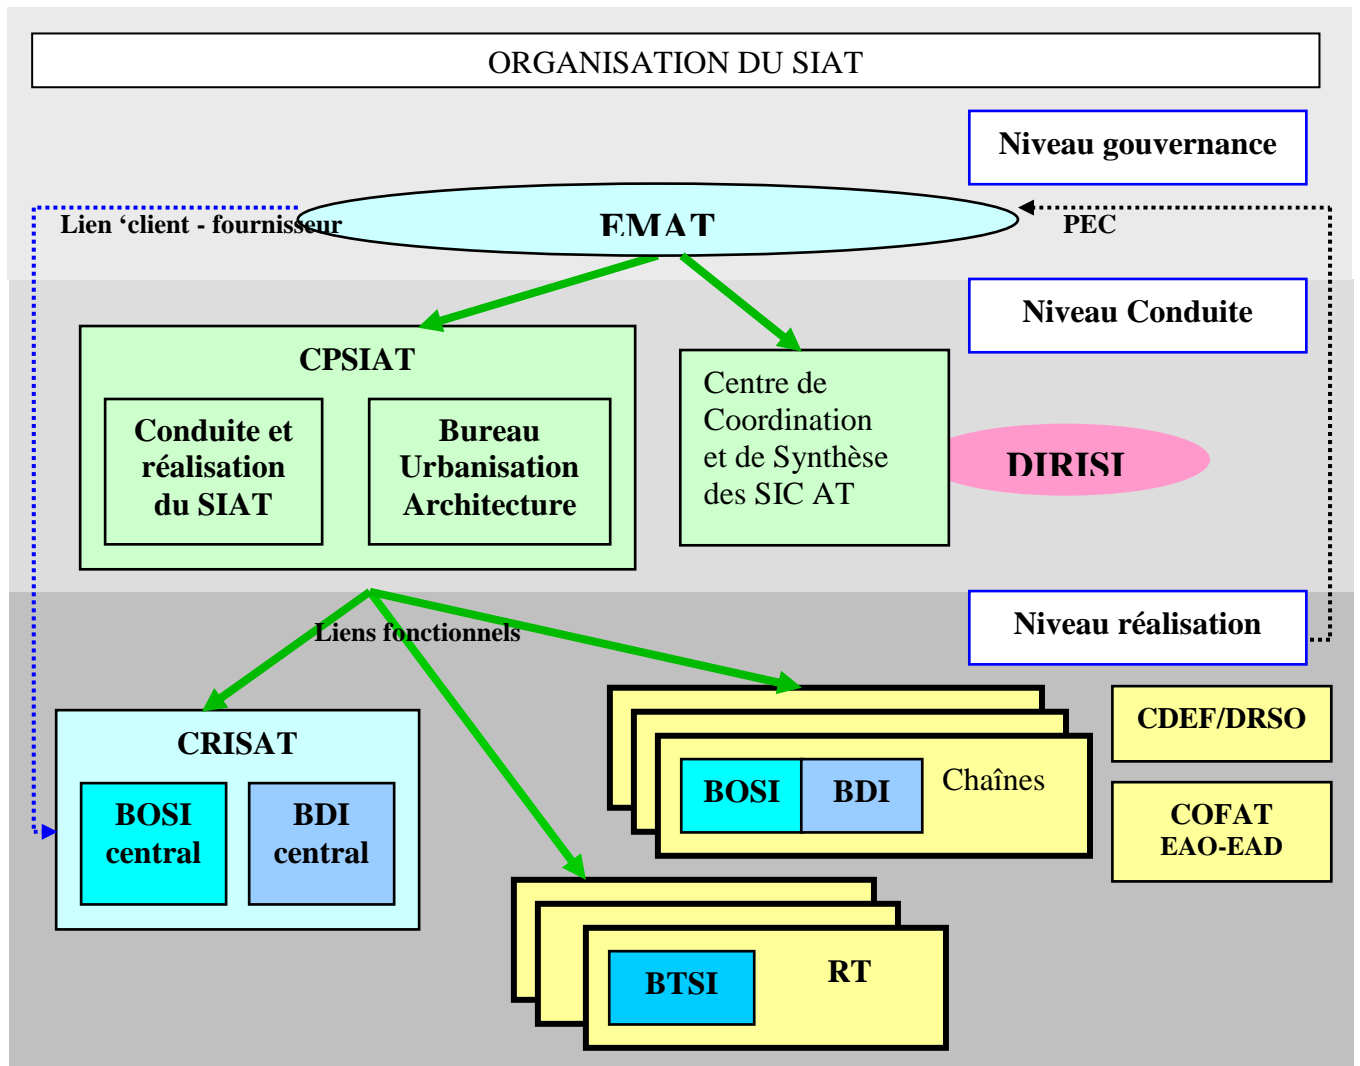 ORGANISATION DU SIAT
Niveau gouvernance
Lien ‘client - fournisseur
EMAT
PEC
Niveau Conduite
CPSIAT
Conduite et
réalisation
du SIAT
Bureau
Urbanisation
Architecture
Centre de
Coordination
et de Synthèse
des SIC AT
DIRISI
Niveau réalisation
Liens fonctionnels
CRISAT
BOSI
central
BDI
central
BOSI
BDI
Chaînes
CDEF/DRSO
COFAT
EAO-EAD
BTSI
RT